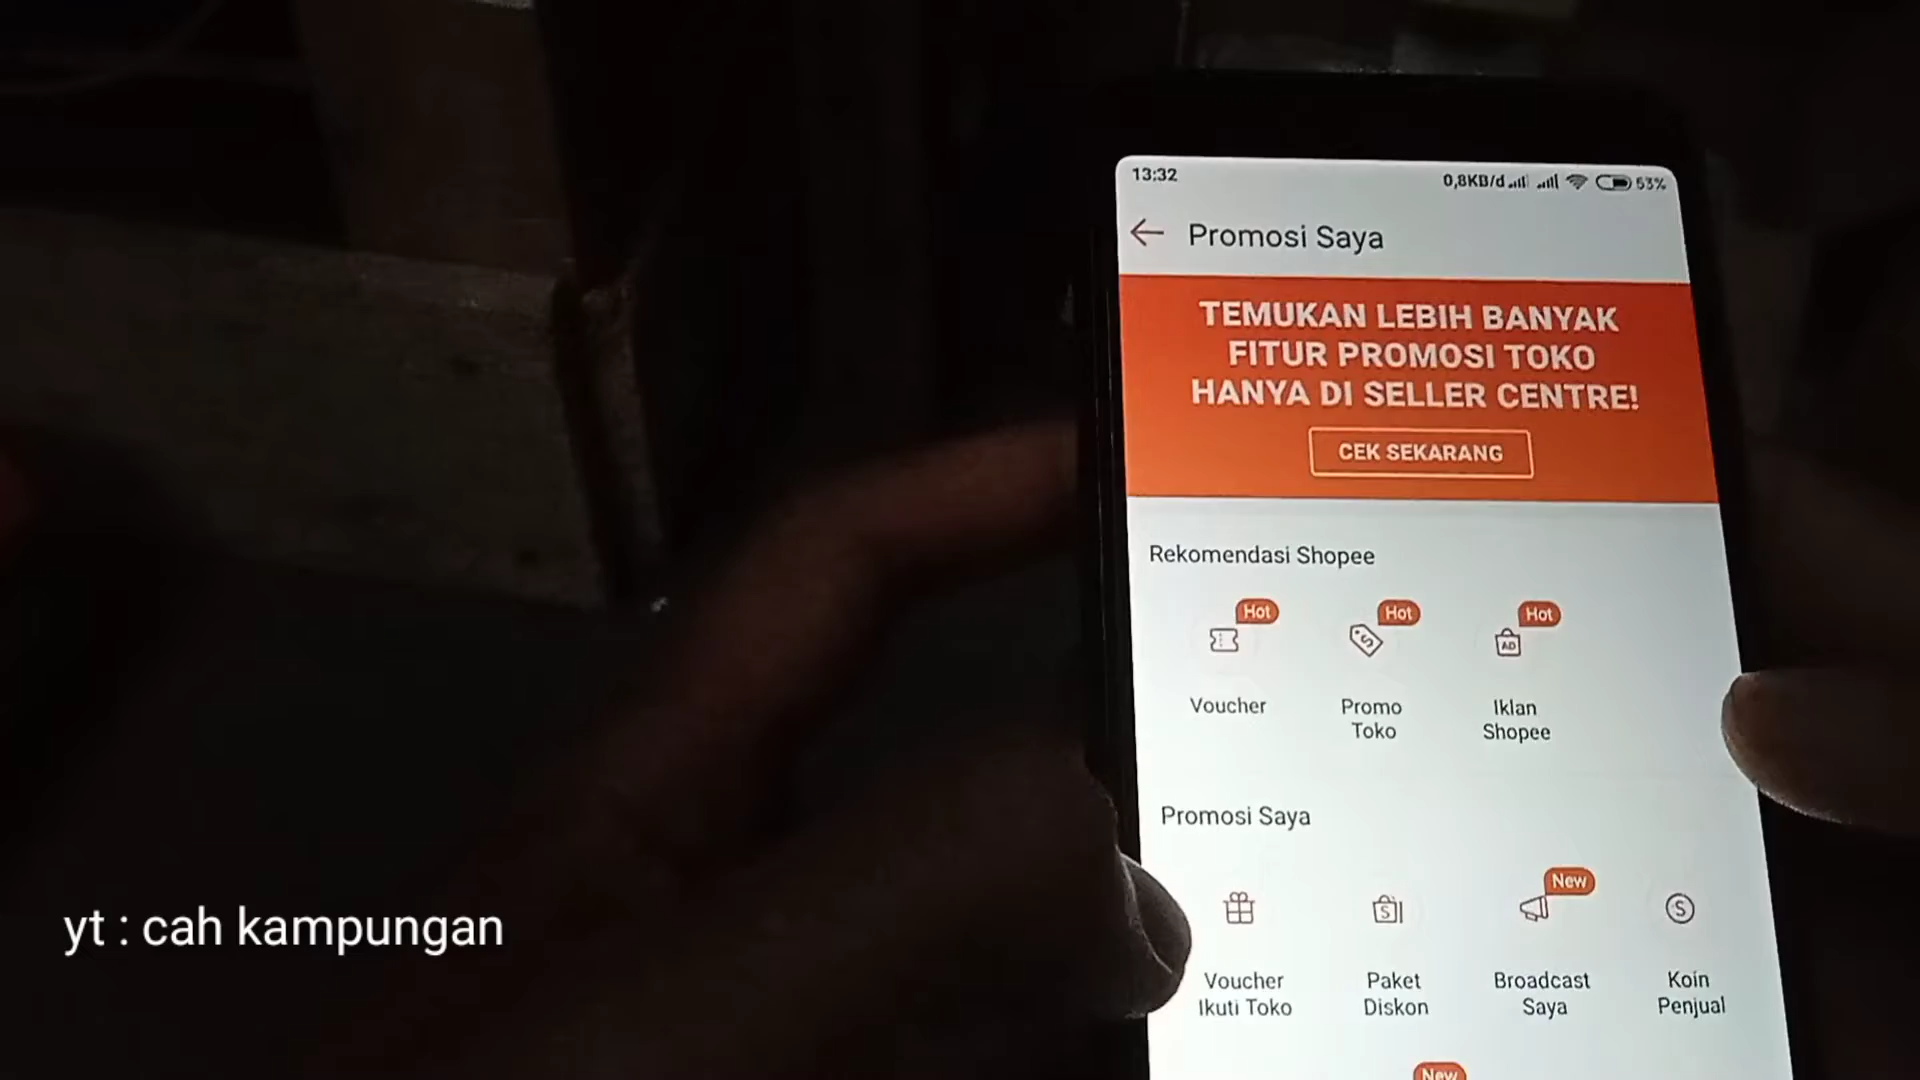 13:32
0,8KB/d
53%
Promosi Saya
TEMUKAN LEBIH BANYAK
FITUR PROMOSI TOKO
HANYA DI SELLER CENTRE!
CEK SEKARANG
Rekomendasi Shopee
Hot
Hot
Hot
AD
Voucher
Promo
Toko
Iklan
Shopee
Promosi Saya
New
Voucher
Ikuti Toko
Paket
Diskon
Broadcast
Saya
Koin
Penjual
New
yt : cah kampungan